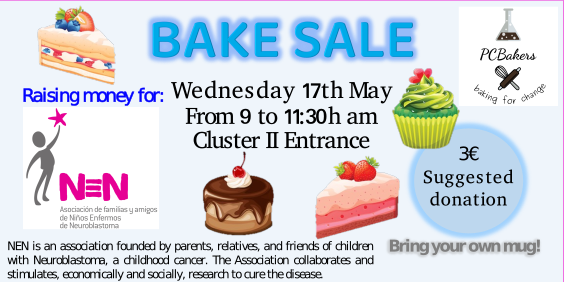 BAKE SALE
PCBakers
baking for change
Raising money for:
Wednesday 17th May
From 9 to 11:30h am
Cluster II Entrance
NEN
Asociación de familias y amigos
de Niños Enfermos
de Neuroblastoma
3€
Suggested
donation
Bring your own mug!
NEN is an association founded by parents, relatives, and friends of children
with Neuroblastoma, a childhood cancer. The Association collaborates and
stimulates, economically and socially, research to cure the disease.